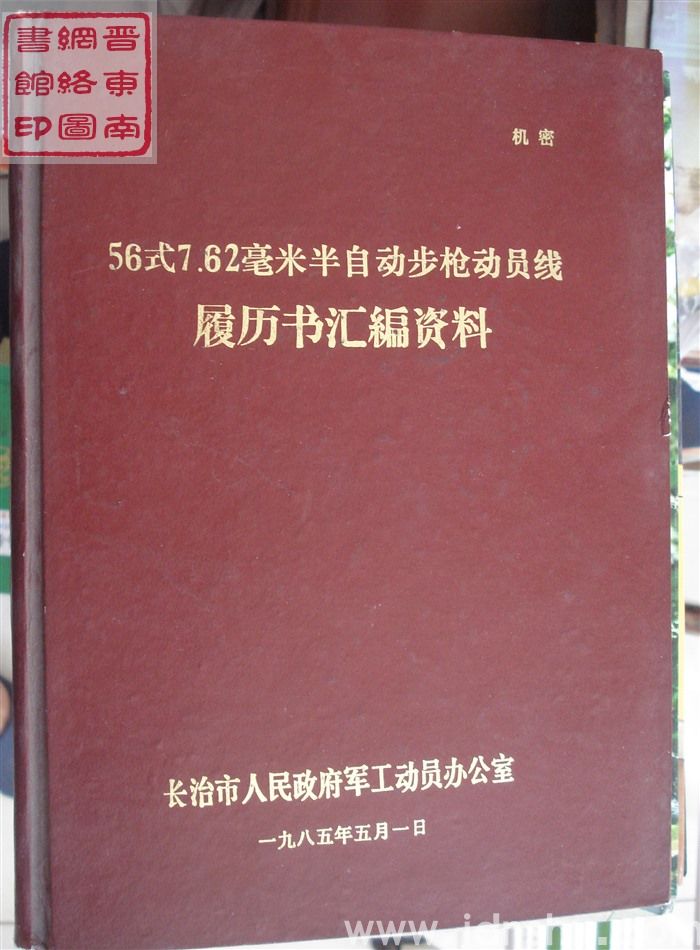 晋东南
網络圖
書館印
机密
56式7.62毫米半自动步枪动员线
履历书汇编资料
长治市人民政府军工动员办公室
一九八五年五月一日